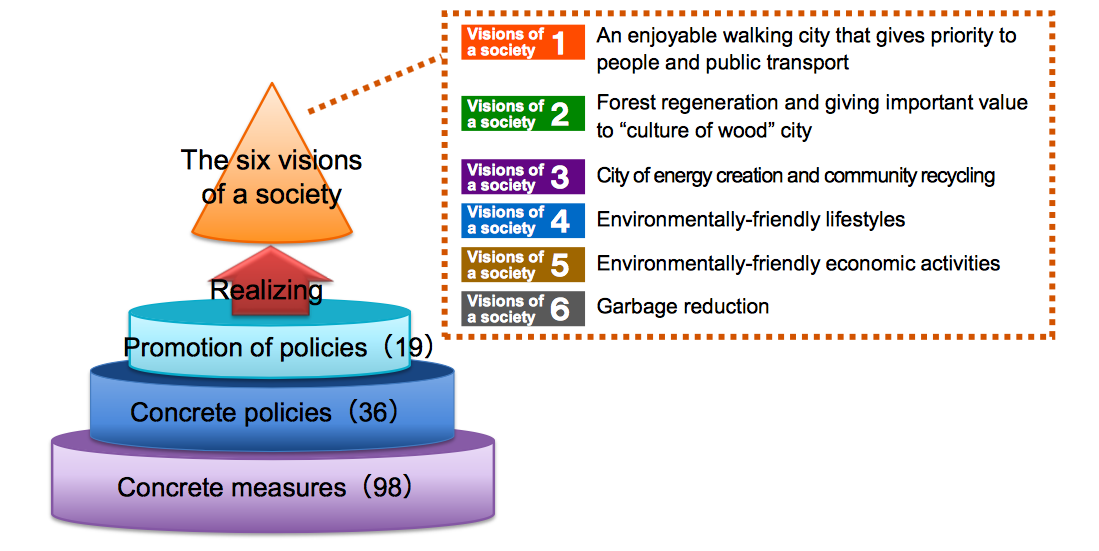 The six visions
of a society
Realizing
Promotion of policies（19）
Concrete policies（36）
Concrete measures（98）
Visions of
a society 1
An enjoyable walking city that gives priority to
people and public transport
Visions of
a society 2
Forest regeneration and giving important value
to “culture of wood” city
Visions of
a society 3
City of energy creation and community recycling
Visions of
a society 4
Environmentally-friendly lifestyles
Visions of
a society 5
Environmentally-friendly economic activities
Visions of
a society 6
Garbage reduction